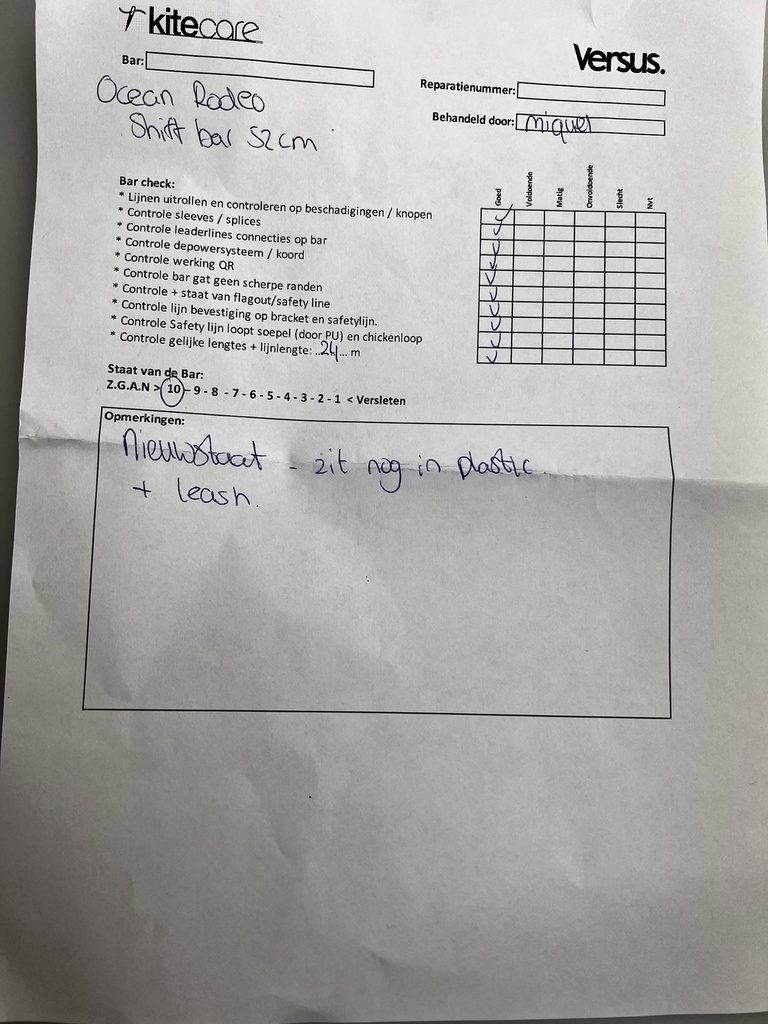 kitecare
Versus.
Bar:
Reparatienummer:
Ocean Rodeo
Shift bar 52cm
Behandeld door: Miquel
Goed Voldoende Matig Onvoldoende Slecht Nvt
Bar check:
* Lijnen uitrollen en controleren op beschadigingen / knopen
* Controle sleeves / splices
* Controle leaderlines connecties op bar
* Controle depowersysteem / koord
* Controle werking QR
* Controle bar gat geen scherpe randen
* Controle + staat van flagout/safety line
* Controle lijn bevestiging op bracket en safetylijn.
* Controle Safety lijn loopt soepel (door PU) en chickenloop
* Controle gelijke lengtes + lijnlengte: ..24... m
Staat van de Bar:
Z.G.A.N > 10 - 9 - 8 - 7 - 6 - 5 - 4 - 3 - 2 - 1 < Versleten
Opmerkingen:
Nieuwstaat - zit nog in plastic.
+ leash.